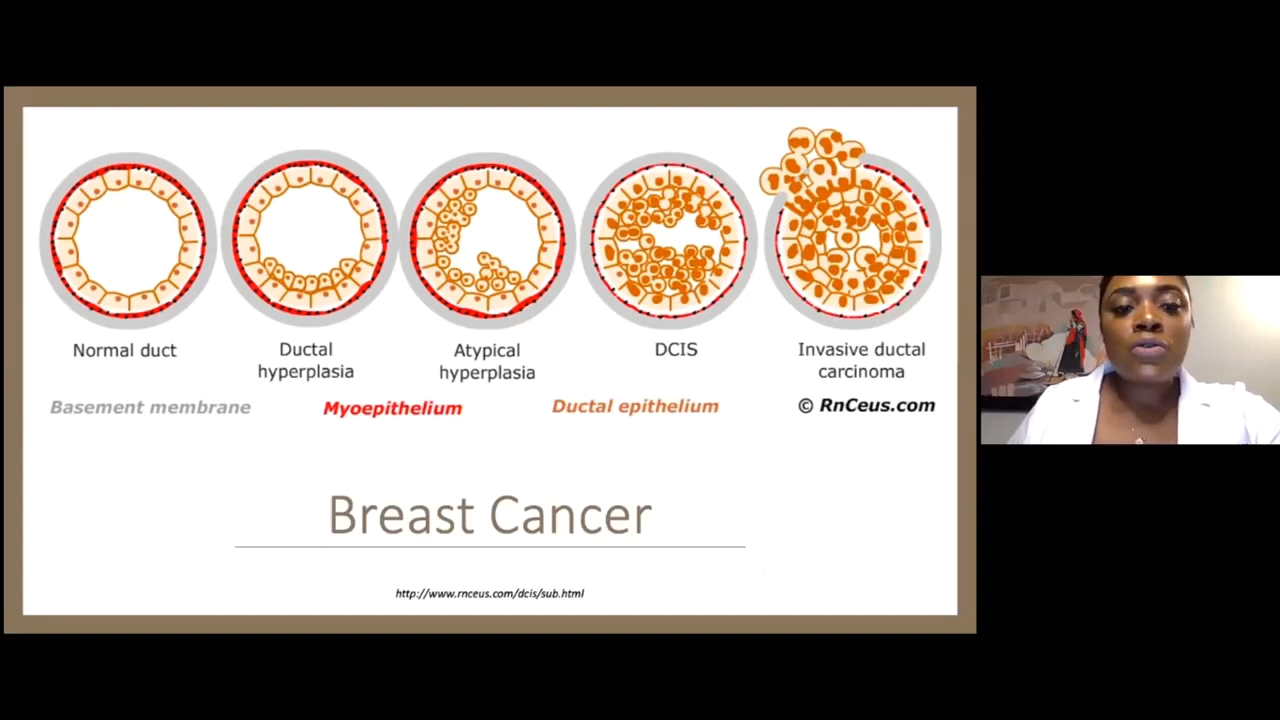 Normal duct
Ductal
hyperplasia
Atypical
hyperplasia
DCIS
Invasive ductal
carcinoma
Basement membrane
Myoepithelium
Ductal epithelium
© RnCeus.com
Breast Cancer
http://www.rnceus.com/dcis/sub.html